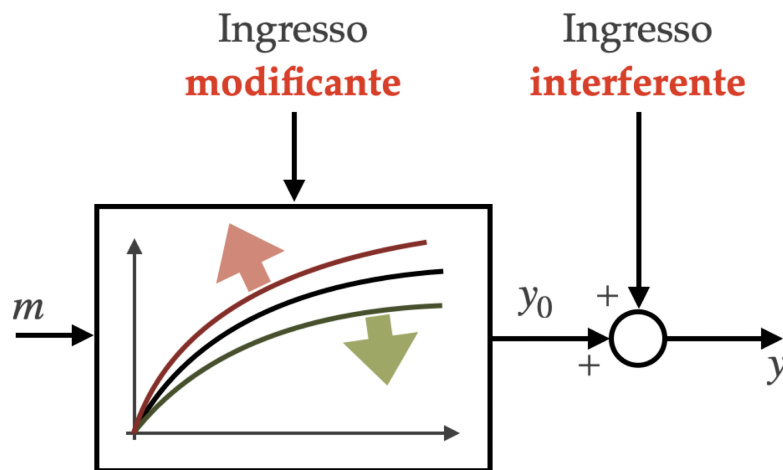 Ingresso
modificante
Ingresso
interferente
m
y₀
+
+
y